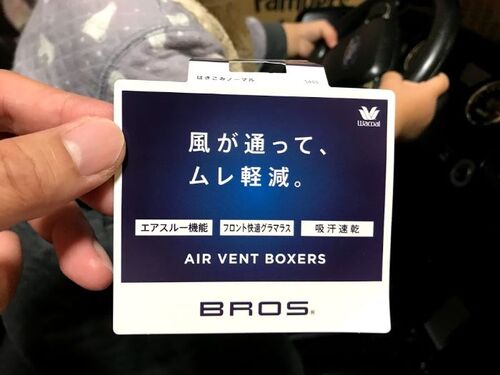 Pampers
はきこみノーマル
Wacoal
風が通って、
ムレ軽減。
エアスルー機能 フロント快適グラマラス 吸汗速乾
AIR VENT BOXERS
BROS®